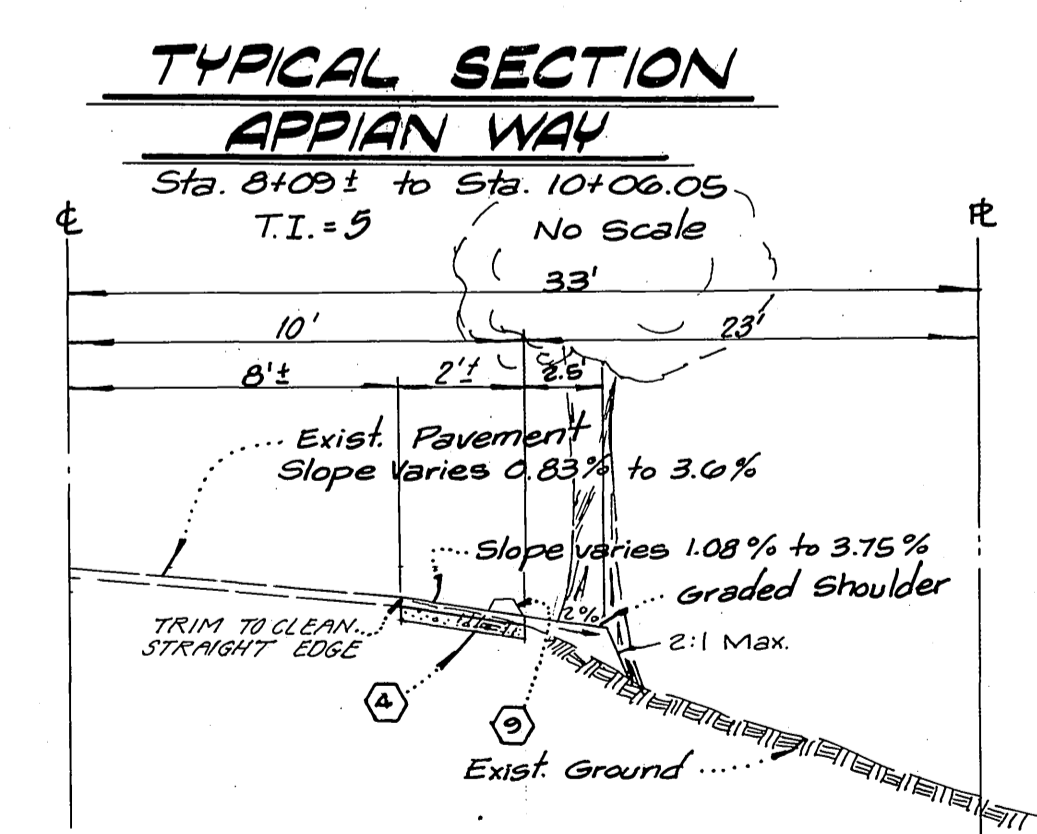 TYPICAL SECTION
APPIAN WAY
Sta. 8+09± to Sta. 10+06.05
T.I. = 5
No Scale
℄
PL
33'
10'
23'
8'±
2'±
2.5'
Exist. Pavement
Slope Varies 0.83% to 3.6%
Slope varies 1.08% to 3.75%
Graded Shoulder
2%
TRIM TO CLEAN
STRAIGHT EDGE
2:1 Max.
4
9
Exist. Ground